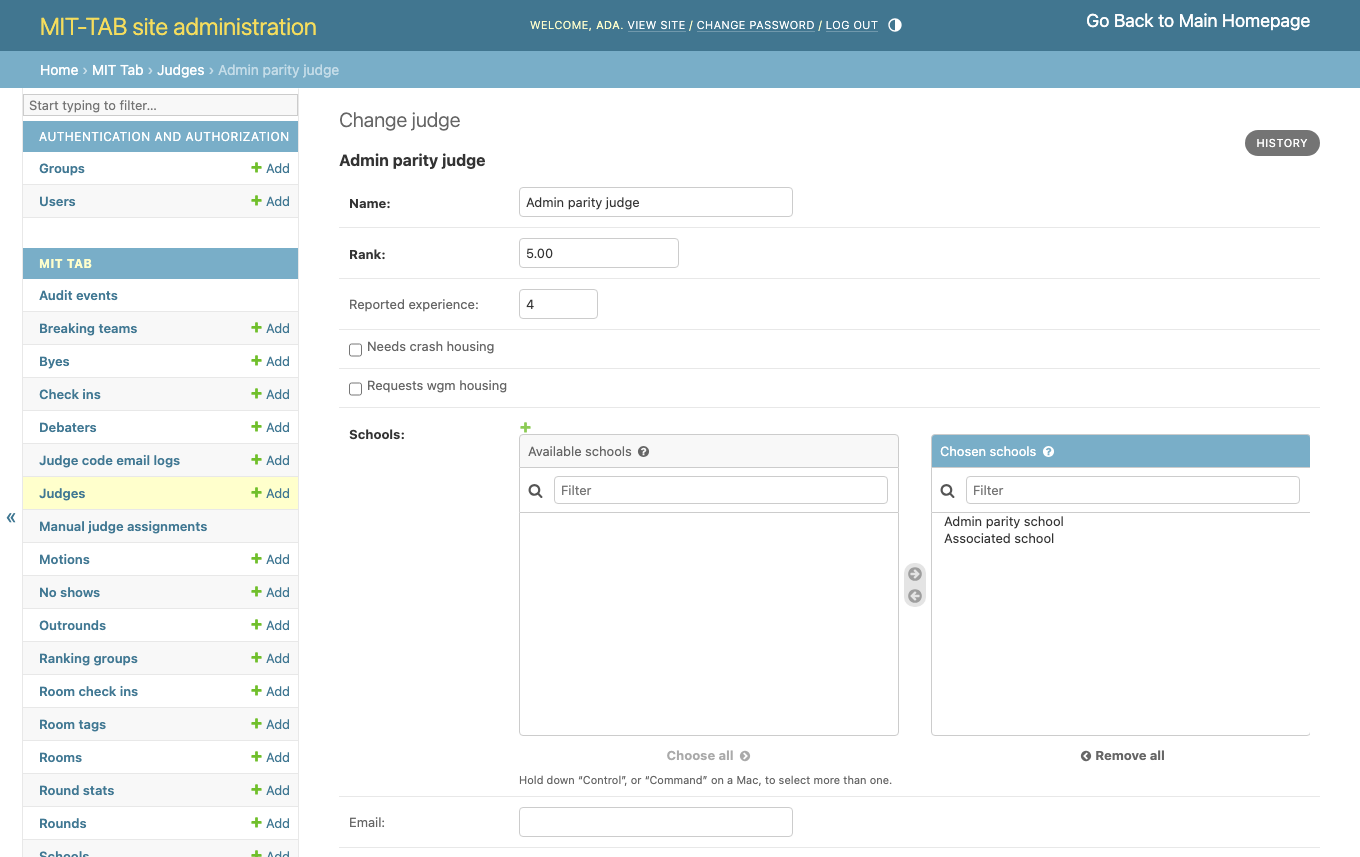 MIT-TAB site administration
WELCOME, ADA. VIEW SITE / CHANGE PASSWORD / LOG OUT
Go Back to Main Homepage
Home › MIT Tab › Judges › Admin parity judge
Start typing to filter...
AUTHENTICATION AND AUTHORIZATION
Groups Add
Users Add
MIT TAB
Audit events
Breaking teams Add
Byes Add
Check ins Add
Debaters Add
Judge code email logs Add
Judges Add
«
Manual judge assignments
Motions Add
No shows Add
Outrounds Add
Ranking groups Add
Room check ins Add
Room tags Add
Rooms Add
Round stats Add
Rounds Add
Schools Add
Change judge
HISTORY
Admin parity judge
Name: Admin parity judge
Rank: 5.00
Reported experience: 4
Needs crash housing
Requests wgm housing
Schools:
Available schools ?
Filter
Chosen schools ?
Filter
Admin parity school
Associated school
Choose all
Remove all
Hold down “Control”, or “Command” on a Mac, to select more than one.
Email: